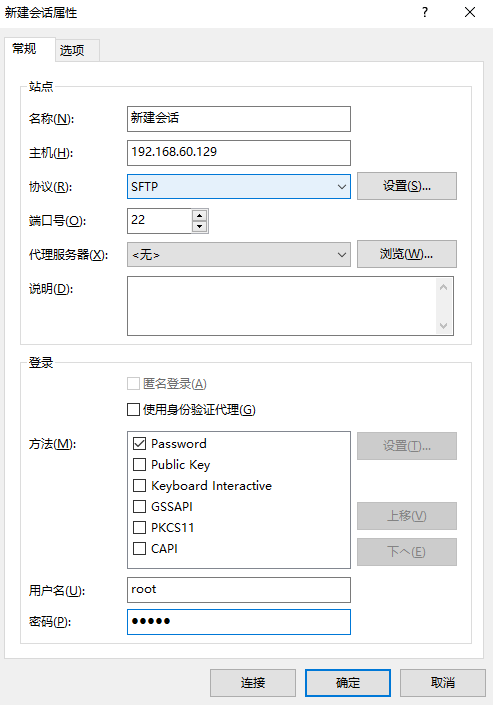 新建会话属性
?
常规
选项
站点
名称(N):
新建会话
主机(H):
192.168.60.129
协议(R):
SFTP
设置(S)...
端口号(O):
22
代理服务器(X):
<无>
浏览(W)...
说明(D):
登录
匿名登录(A)
使用身份验证代理(G)
方法(M):
Password
设置(T)...
Public Key
Keyboard Interactive
GSSAPI
上移(V)
PKCS11
CAPI
下へ(E)
用户名(U):
root
密码(P):
●●●●●
连接
确定
取消